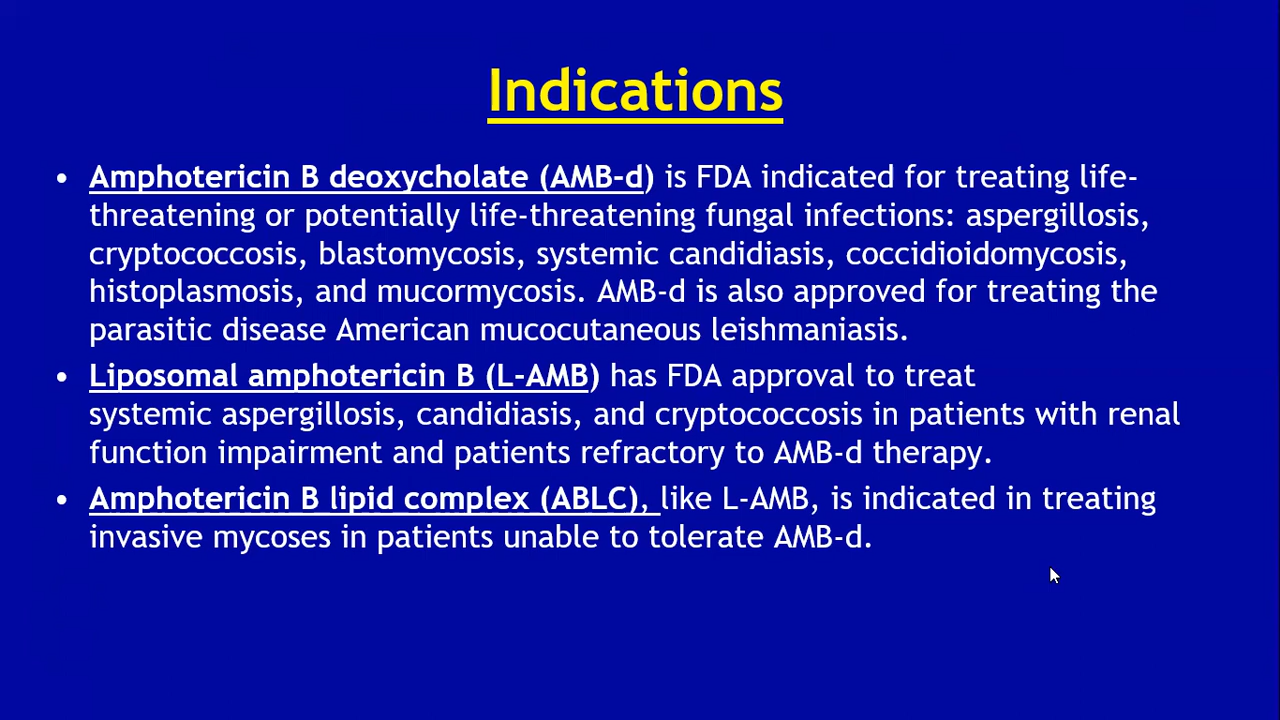 Indications
• Amphotericin B deoxycholate (AMB-d) is FDA indicated for treating life-
threatening or potentially life-threatening fungal infections: aspergillosis,
cryptococcosis, blastomycosis, systemic candidiasis, coccidioidomycosis,
histoplasmosis, and mucormycosis. AMB-d is also approved for treating the
parasitic disease American mucocutaneous leishmaniasis.
• Liposomal amphotericin B (L-AMB) has FDA approval to treat
systemic aspergillosis, candidiasis, and cryptococcosis in patients with renal
function impairment and patients refractory to AMB-d therapy.
• Amphotericin B lipid complex (ABLC), like L-AMB, is indicated in treating
invasive mycoses in patients unable to tolerate AMB-d.